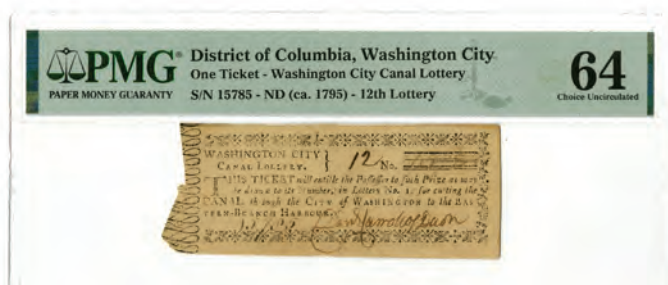 PMG
PAPER MONEY GUARANTY
District of Columbia, Washington City
One Ticket - Washington City Canal Lottery
S/N 15785 - ND (ca. 1795) - 12th Lottery
64
Choice Uncirculated
WASHINGTON CITY
CANAL LOTTERY. } 12 No.
THIS TICKET will entitle the Possessor to such Prize as may
be drawn to its Number, in Lottery No. 1, for cutting the
CANAL through the CITY of WASHINGTON to the EAS-
TERN-BRANCH HARBOUR.